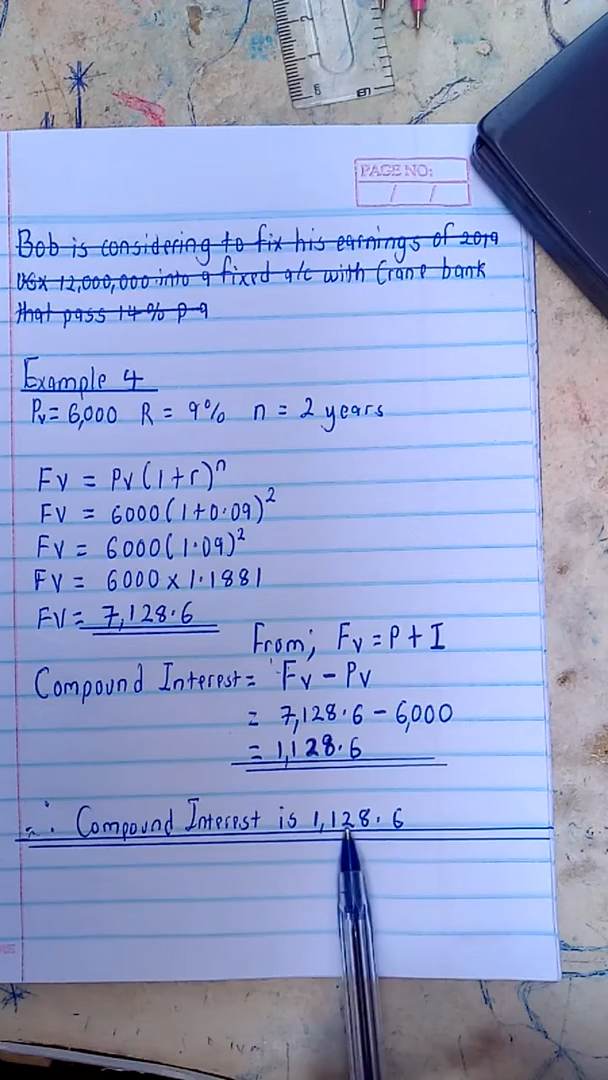 PAGE NO:
/ /
Bob is considering to fix his earnings of 2019
UGX 12,000,000 into a fixed a/c with Crane bank
that pass 14% p-a
Example 4
Pv = 6,000 R = 9% n = 2 years
FV = PV(1+r)ⁿ
FV = 6000(1+0.09)²
FV = 6000(1.09)²
FV = 6000 x 1.1881
FV = 7,128.6
From; Fv = P + I
Compound Interest = Fv - Pv
= 7,128.6 - 6,000
= 1,128.6
∴ Compound Interest is 1,128.6